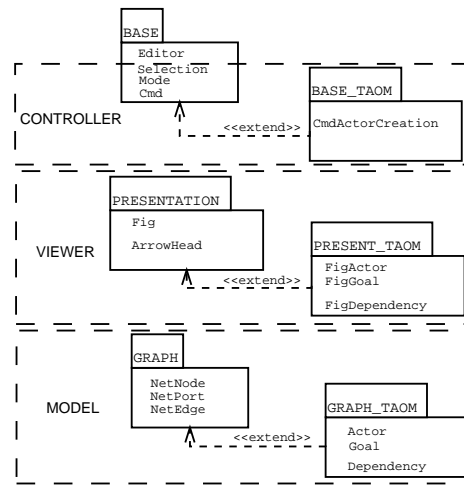 BASE
Editor
Selection
Mode
Cmd
BASE_TAOM
CONTROLLER
CmdActorCreation
<<extend>>
PRESENTATION
Fig
ArrowHead
VIEWER
PRESENT_TAOM
FigActor
FigGoal
FigDependency
<<extend>>
GRAPH
NetNode
NetPort
NetEdge
MODEL
GRAPH_TAOM
Actor
Goal
Dependency
<<extend>>